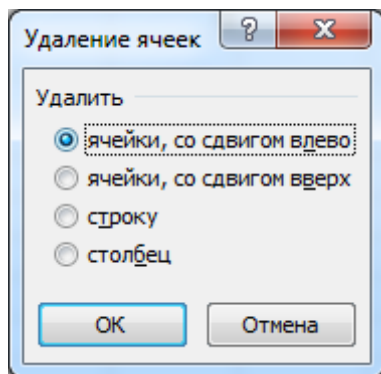 Удаление ячеек
Удалить
ячейки, со сдвигом влево
ячейки, со сдвигом вверх
строку
столбец
ОК Отмена